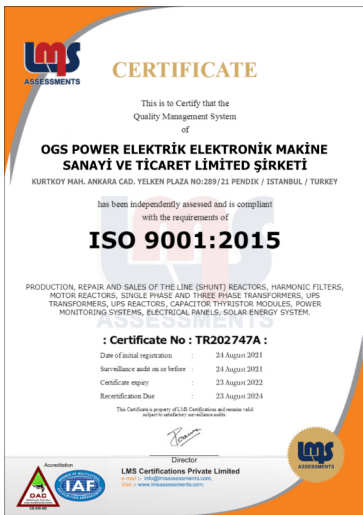 LMS
ASSESSMENTS
CERTIFICATE
This is to Certify that the
Quality Management System
of
OGS POWER ELEKTRİK ELEKTRONİK MAKİNE
SANAYİ VE TİCARET LİMİTED ŞİRKETİ
KURTKOY MAH. ANKARA CAD. YELKEN PLAZA NO:289/21 PENDIK / ISTANBUL / TURKEY
has been independently assessed and is compliant
with the requirements of
ISO 9001:2015
PRODUCTION, REPAIR AND SALES OF THE LINE (SHUNT) REACTORS, HARMONIC FILTERS,
MOTOR REACTORS, SINGLE PHASE AND THREE PHASE TRANSFORMERS, UPS
TRANSFORMERS, UPS REACTORS, CAPACITOR THYRISTOR MODULES, POWER
MONITORING SYSTEMS, ELECTRICAL PANELS, SOLAR ENERGY SYSTEM.
ASSESSMENTS
: Certificate No : TR202747A :
Date of initial registration : 24 August 2021
Surveillance audit on or before : 24 August 2021
Certificate expiry : 23 August 2022
Recertification Due : 23 August 2024
This Certificate is property of LMS Certifications and remains valid
subject to satisfactory surveillance audits.
Director
Accreditation
LMS Certifications Private Limited
e-mail :- info@lmsassessments.com,
Visit :- www.lmsassessments.com.
DAC
IAF
LMS
ASSESSMENTS